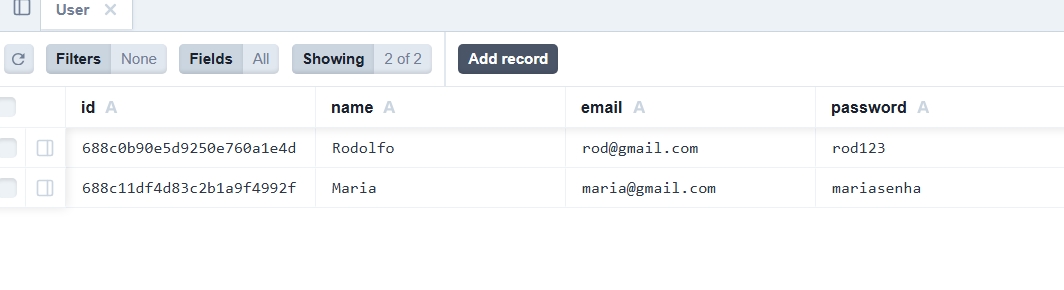 User
Filters None Fields All Showing 2 of 2 Add record
id A name A email A password A
688c0b90e5d9250e760a1e4d Rodolfo rod@gmail.com rod123
688c11df4d83c2b1a9f4992f Maria maria@gmail.com mariasenha